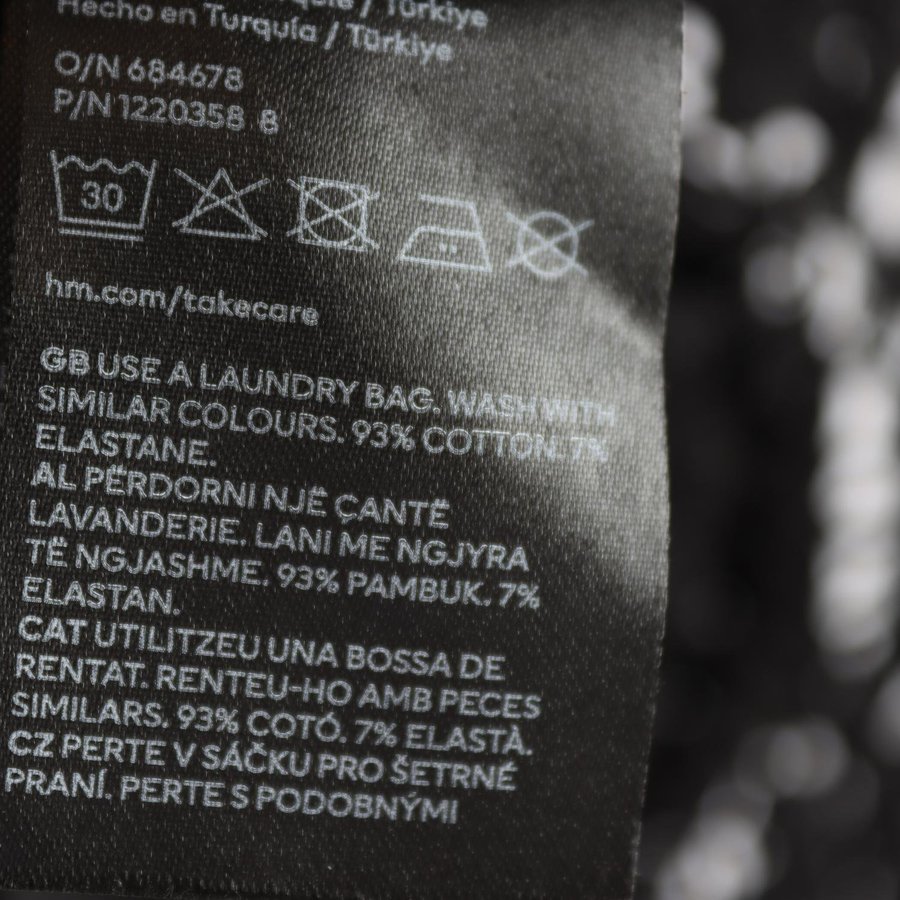 / Türkiye
Hecho en Turquía / Türkiye
O/N 684678
P/N 1220358 8
30
hm.com/takecare
GB USE A LAUNDRY BAG. WASH WITH
SIMILAR COLOURS. 93% COTTON. 7%
ELASTANE.
AL PËRDORNI NJË ÇANTË
LAVANDERIE. LANI ME NGJYRA
TË NGJASHME. 93% PAMBUK. 7%
ELASTAN.
CAT UTILITZEU UNA BOSSA DE
RENTAT. RENTEU-HO AMB PECES
SIMILARS. 93% COTÓ. 7% ELASTÀ.
CZ PERTE V SÁČKU PRO ŠETRNÉ
PRANÍ. PERTE S PODOBNÝMI